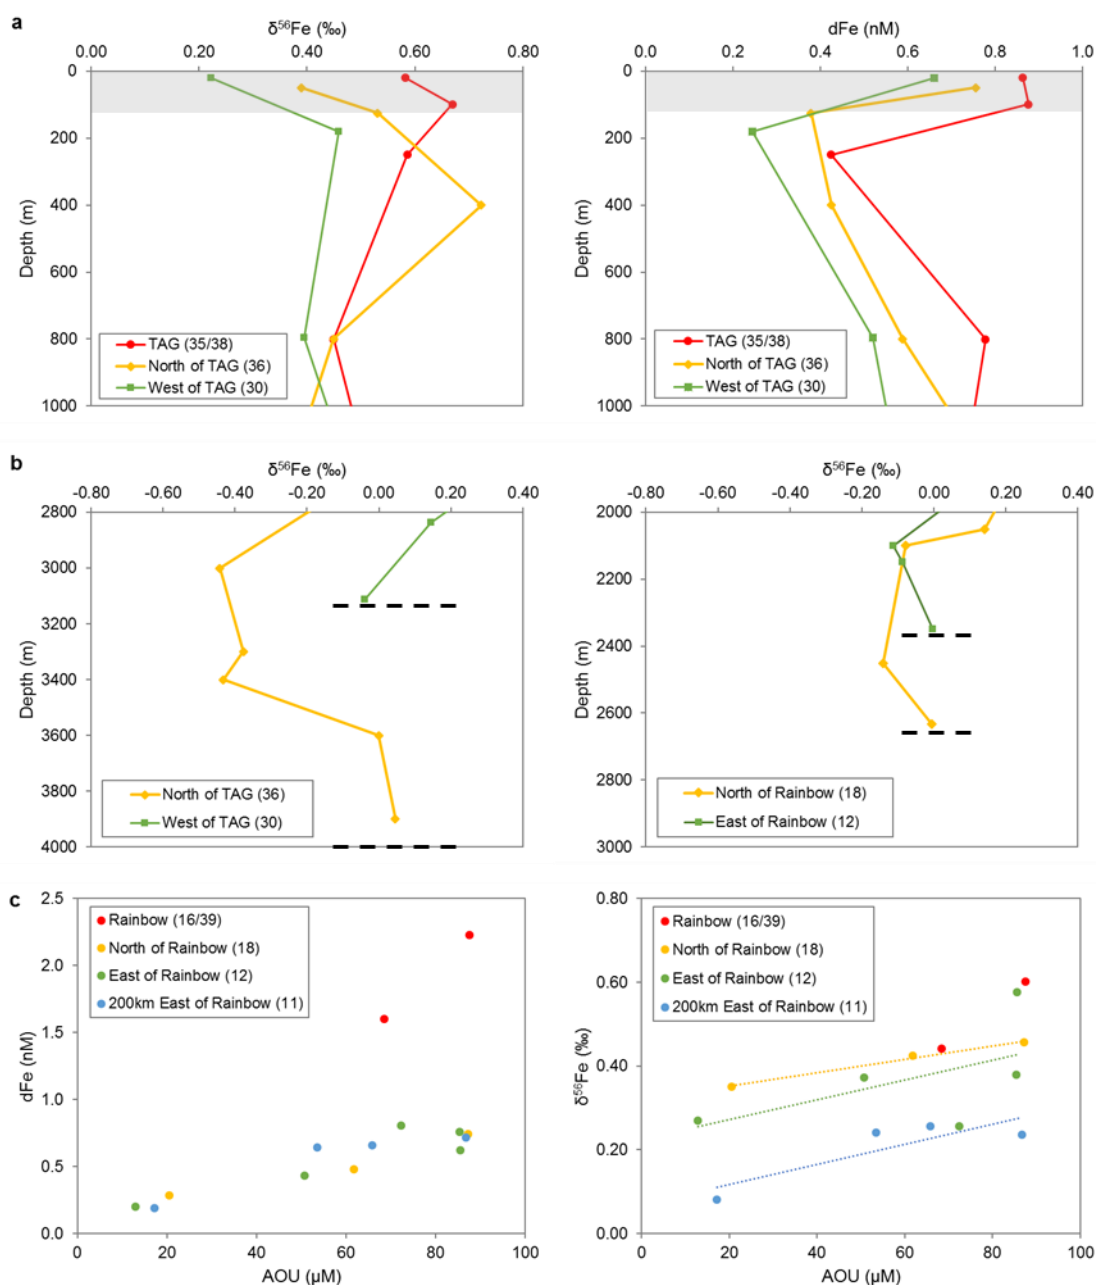 a
δ⁵⁶Fe (‰)
0.00 0.20 0.40 0.60 0.80
0
200
400
600
800
1000
Depth (m)
TAG (35/38)
North of TAG (36)
West of TAG (30)
dFe (nM)
0.0 0.2 0.4 0.6 0.8 1.0
0
200
400
600
800
1000
Depth (m)
TAG (35/38)
North of TAG (36)
West of TAG (30)
b
δ⁵⁶Fe (‰)
-0.80 -0.60 -0.40 -0.20 0.00 0.20 0.40
2800
3000
3200
3400
3600
3800
4000
Depth (m)
North of TAG (36)
West of TAG (30)
δ⁵⁶Fe (‰)
-0.80 -0.60 -0.40 -0.20 0.00 0.20 0.40
2000
2200
2400
2600
2800
3000
Depth (m)
North of Rainbow (18)
East of Rainbow (12)
c
2.5
2.0
1.5
1.0
0.5
0.0
dFe (nM)
Rainbow (16/39)
North of Rainbow (18)
East of Rainbow (12)
200km East of Rainbow (11)
0 20 40 60 80 100
AOU (µM)
0.80
0.60
0.40
0.20
0.00
δ⁵⁶Fe (‰)
Rainbow (16/39)
North of Rainbow (18)
East of Rainbow (12)
200km East of Rainbow (11)
0 20 40 60 80 100
AOU (µM)